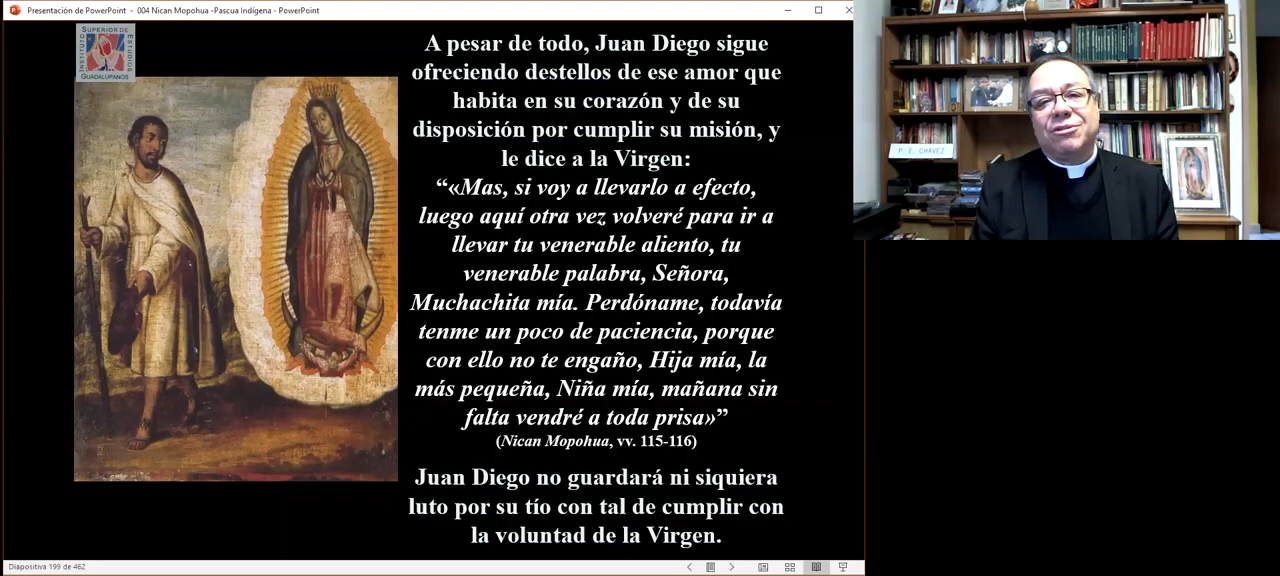 Presentación de PowerPoint - 004 Nican Mopohua -Pascua Indígena - PowerPoint
SUPERIOR DE
INSTITUTO
ESTUDIOS
GUADALUPANOS
A pesar de todo, Juan Diego sigue
ofreciendo destellos de ese amor que
habita en su corazón y de su
disposición por cumplir su misión, y
le dice a la Virgen:
“«Mas, si voy a llevarlo a efecto,
luego aquí otra vez volveré para ir a
llevar tu venerable aliento, tu
venerable palabra, Señora,
Muchachita mía. Perdóname, todavía
tenme un poco de paciencia, porque
con ello no te engaño, Hija mía, la
más pequeña, Niña mía, mañana sin
falta vendré a toda prisa»”
(Nican Mopohua, vv. 115-116)
Juan Diego no guardará ni siquiera
luto por su tío con tal de cumplir con
la voluntad de la Virgen.
P. E. CHAVEZ
Diapositiva 199 de 462